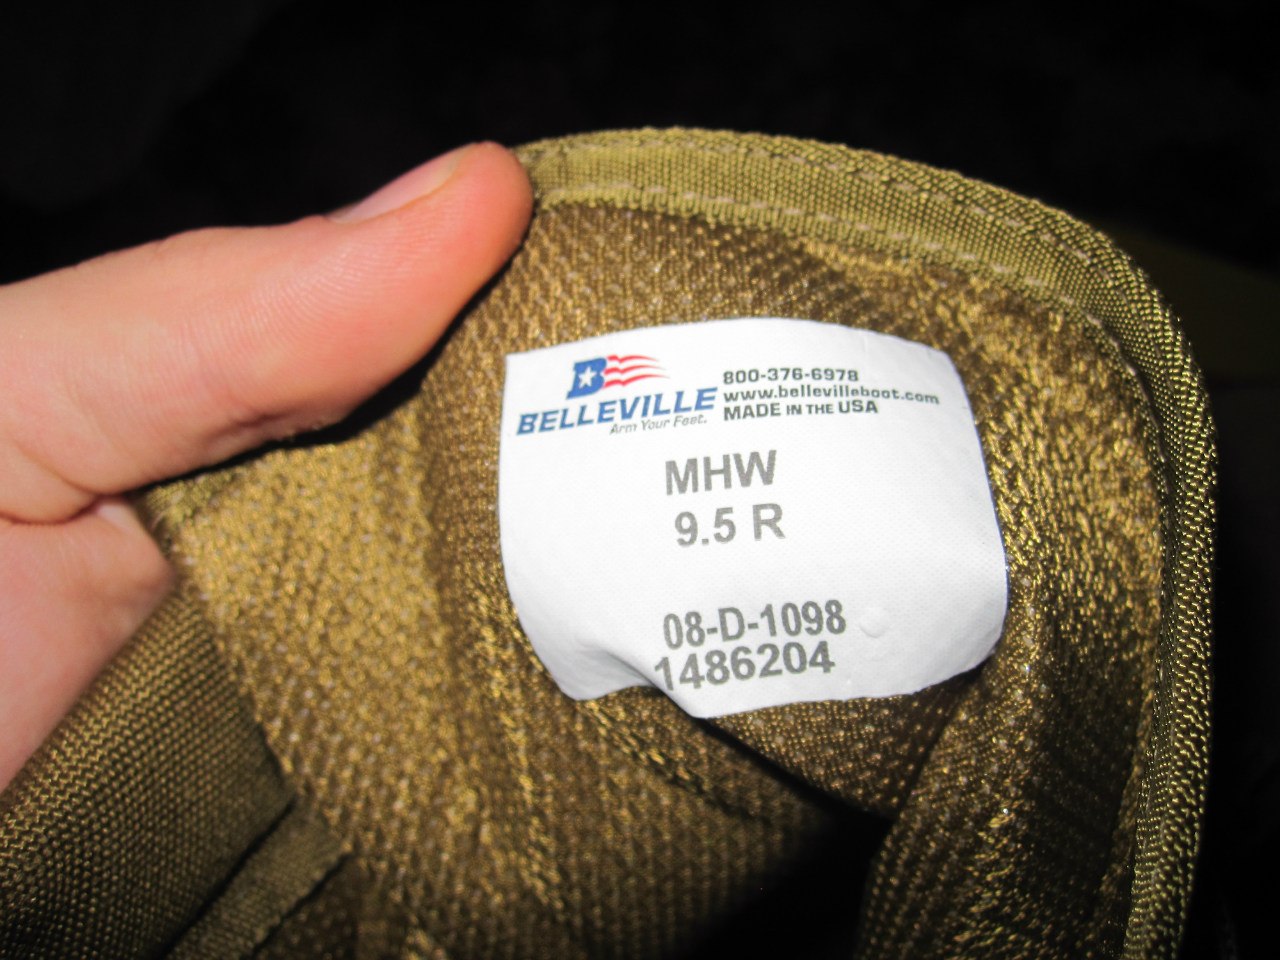 B
BELLEVILLE
Arm Your Feet.
800-376-6978
www.bellevilleboot.com
MADE IN THE USA
MHW
9.5 R
08-D-1098
1486204